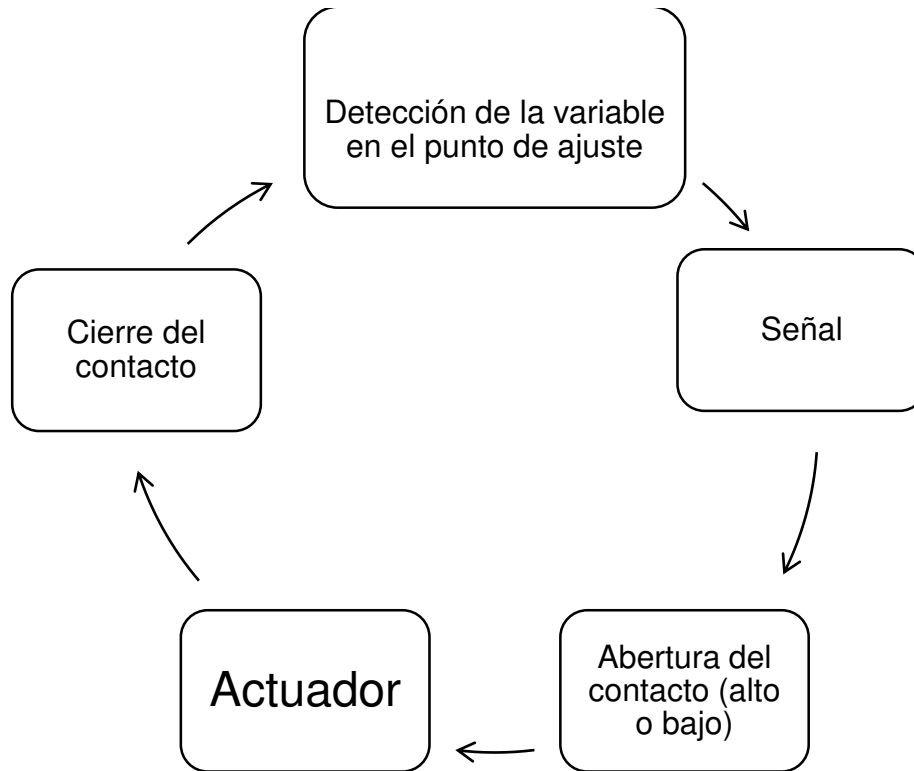 Detección de la variable
en el punto de ajuste
Señal
Abertura del
contacto (alto
o bajo)
Actuador
Cierre del
contacto